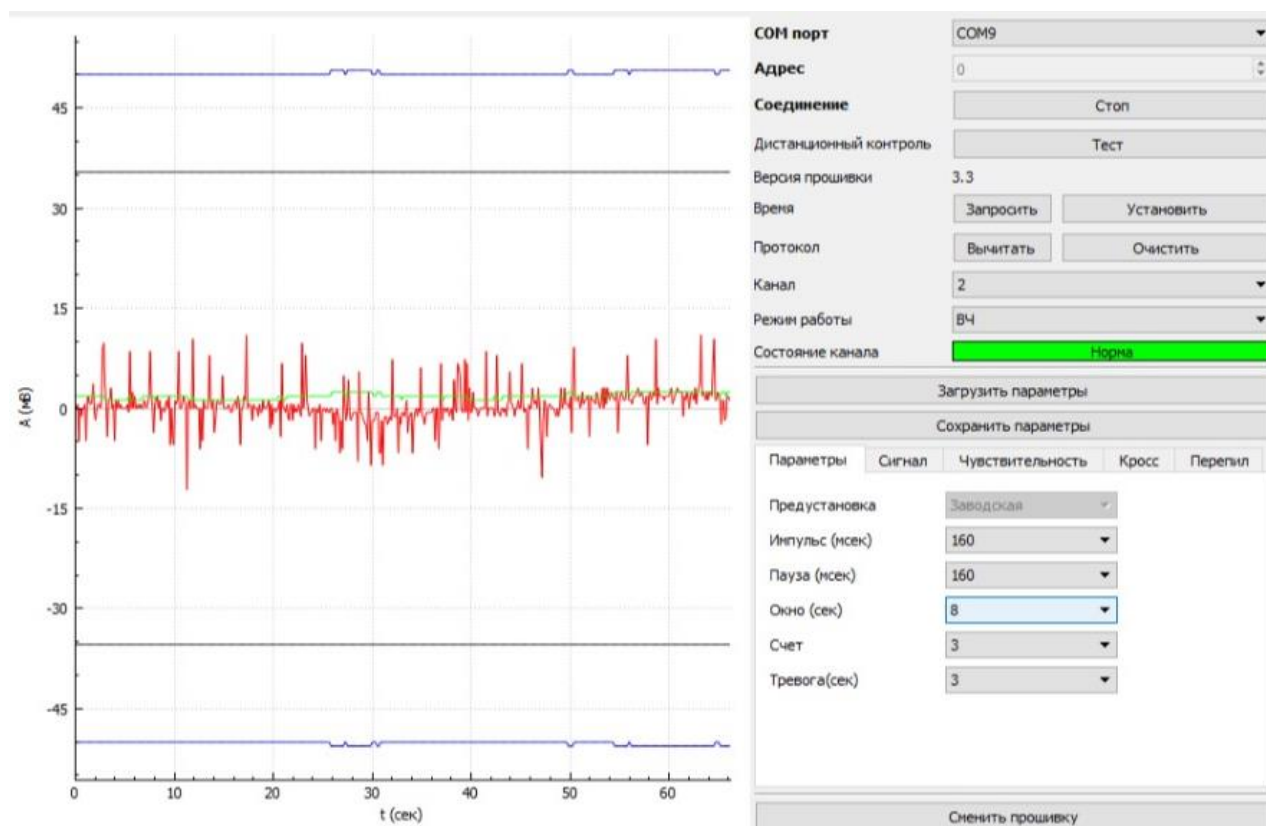 45
30
15
0
-15
-30
-45
A (мВ)
0 10 20 30 40 50 60
t (сек)
COM порт COM9
Адрес 0
Соединение Стоп
Дистанционный контроль Тест
Версия прошивки 3.3
Время Запросить Установить
Протокол Вычитать Очистить
Канал 2
Режим работы ВЧ
Состояние канала Норма
Загрузить параметры
Сохранить параметры
Параметры Сигнал Чувствительность Кросс Перепил
Предустановка Заводская
Импульс (мсек) 160
Пауза (мсек) 160
Окно (сек) 8
Счет 3
Тревога(сек) 3
Сменить прошивку